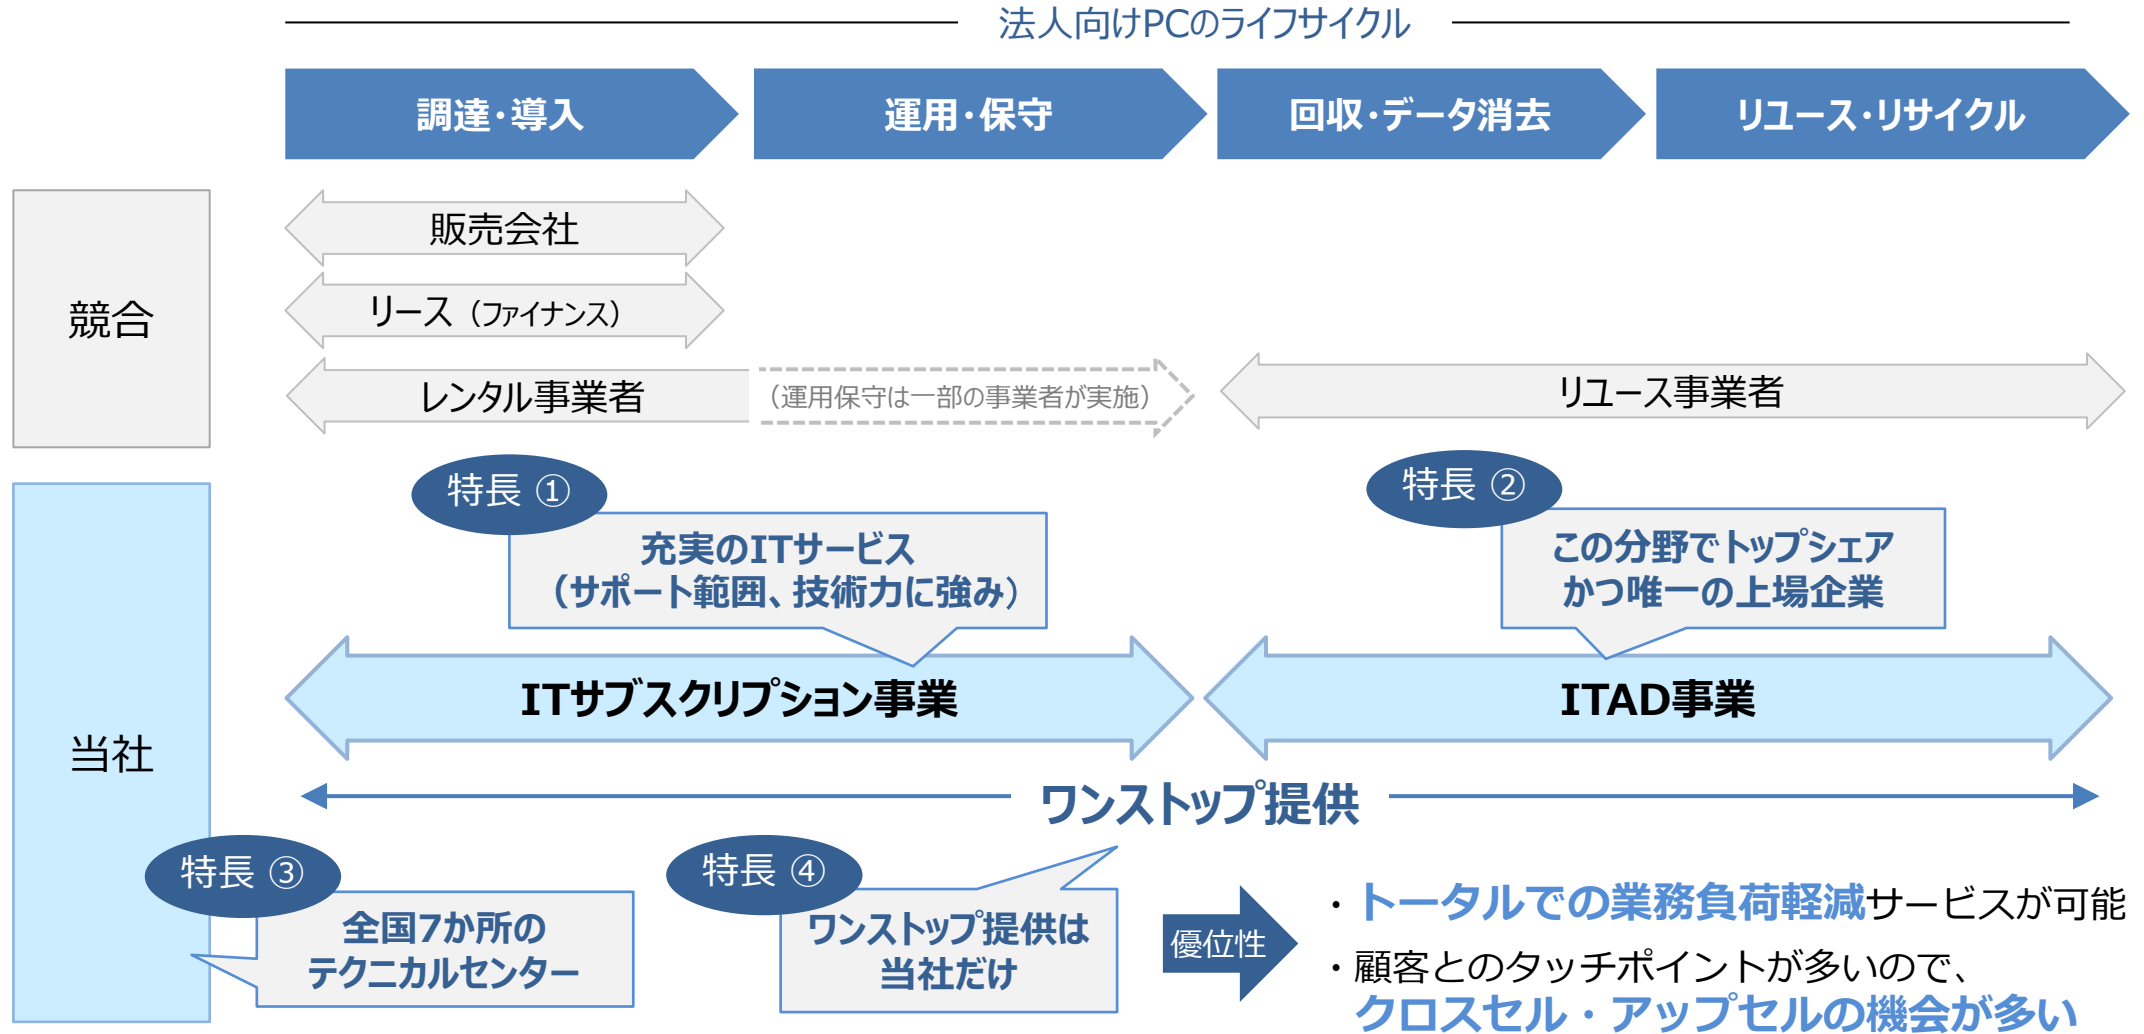 法人向けPCのライフサイクル
調達・導入
運用・保守
回収・データ消去
リユース・リサイクル
競合
販売会社
リース（ファイナンス）
レンタル事業者
（運用保守は一部の事業者が実施）
リユース事業者
当社
特長 ①
充実のITサービス
（サポート範囲、技術力に強み）
特長 ②
この分野でトップシェア
かつ唯一の上場企業
ITサブスクリプション事業
ITAD事業
ワンストップ提供
特長 ③
全国7か所の
テクニカルセンター
特長 ④
ワンストップ提供は
当社だけ
優位性
・トータルでの業務負荷軽減サービスが可能
・顧客とのタッチポイントが多いので、
クロスセル・アップセルの機会が多い